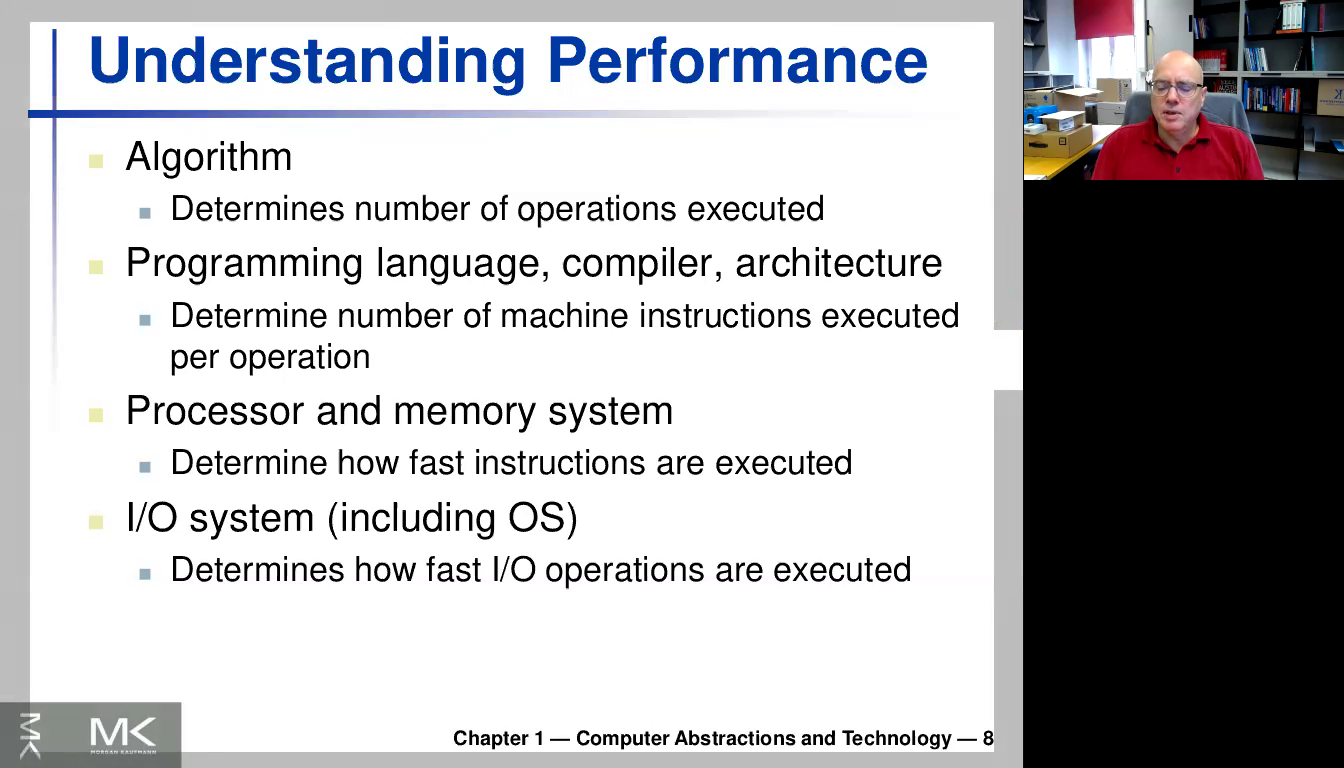 Understanding Performance
Algorithm
Determines number of operations executed
Programming language, compiler, architecture
Determine number of machine instructions executed
per operation
Processor and memory system
Determine how fast instructions are executed
I/O system (including OS)
Determines how fast I/O operations are executed
MK
MK
MORGAN KAUFMANN
Chapter 1 — Computer Abstractions and Technology — 8